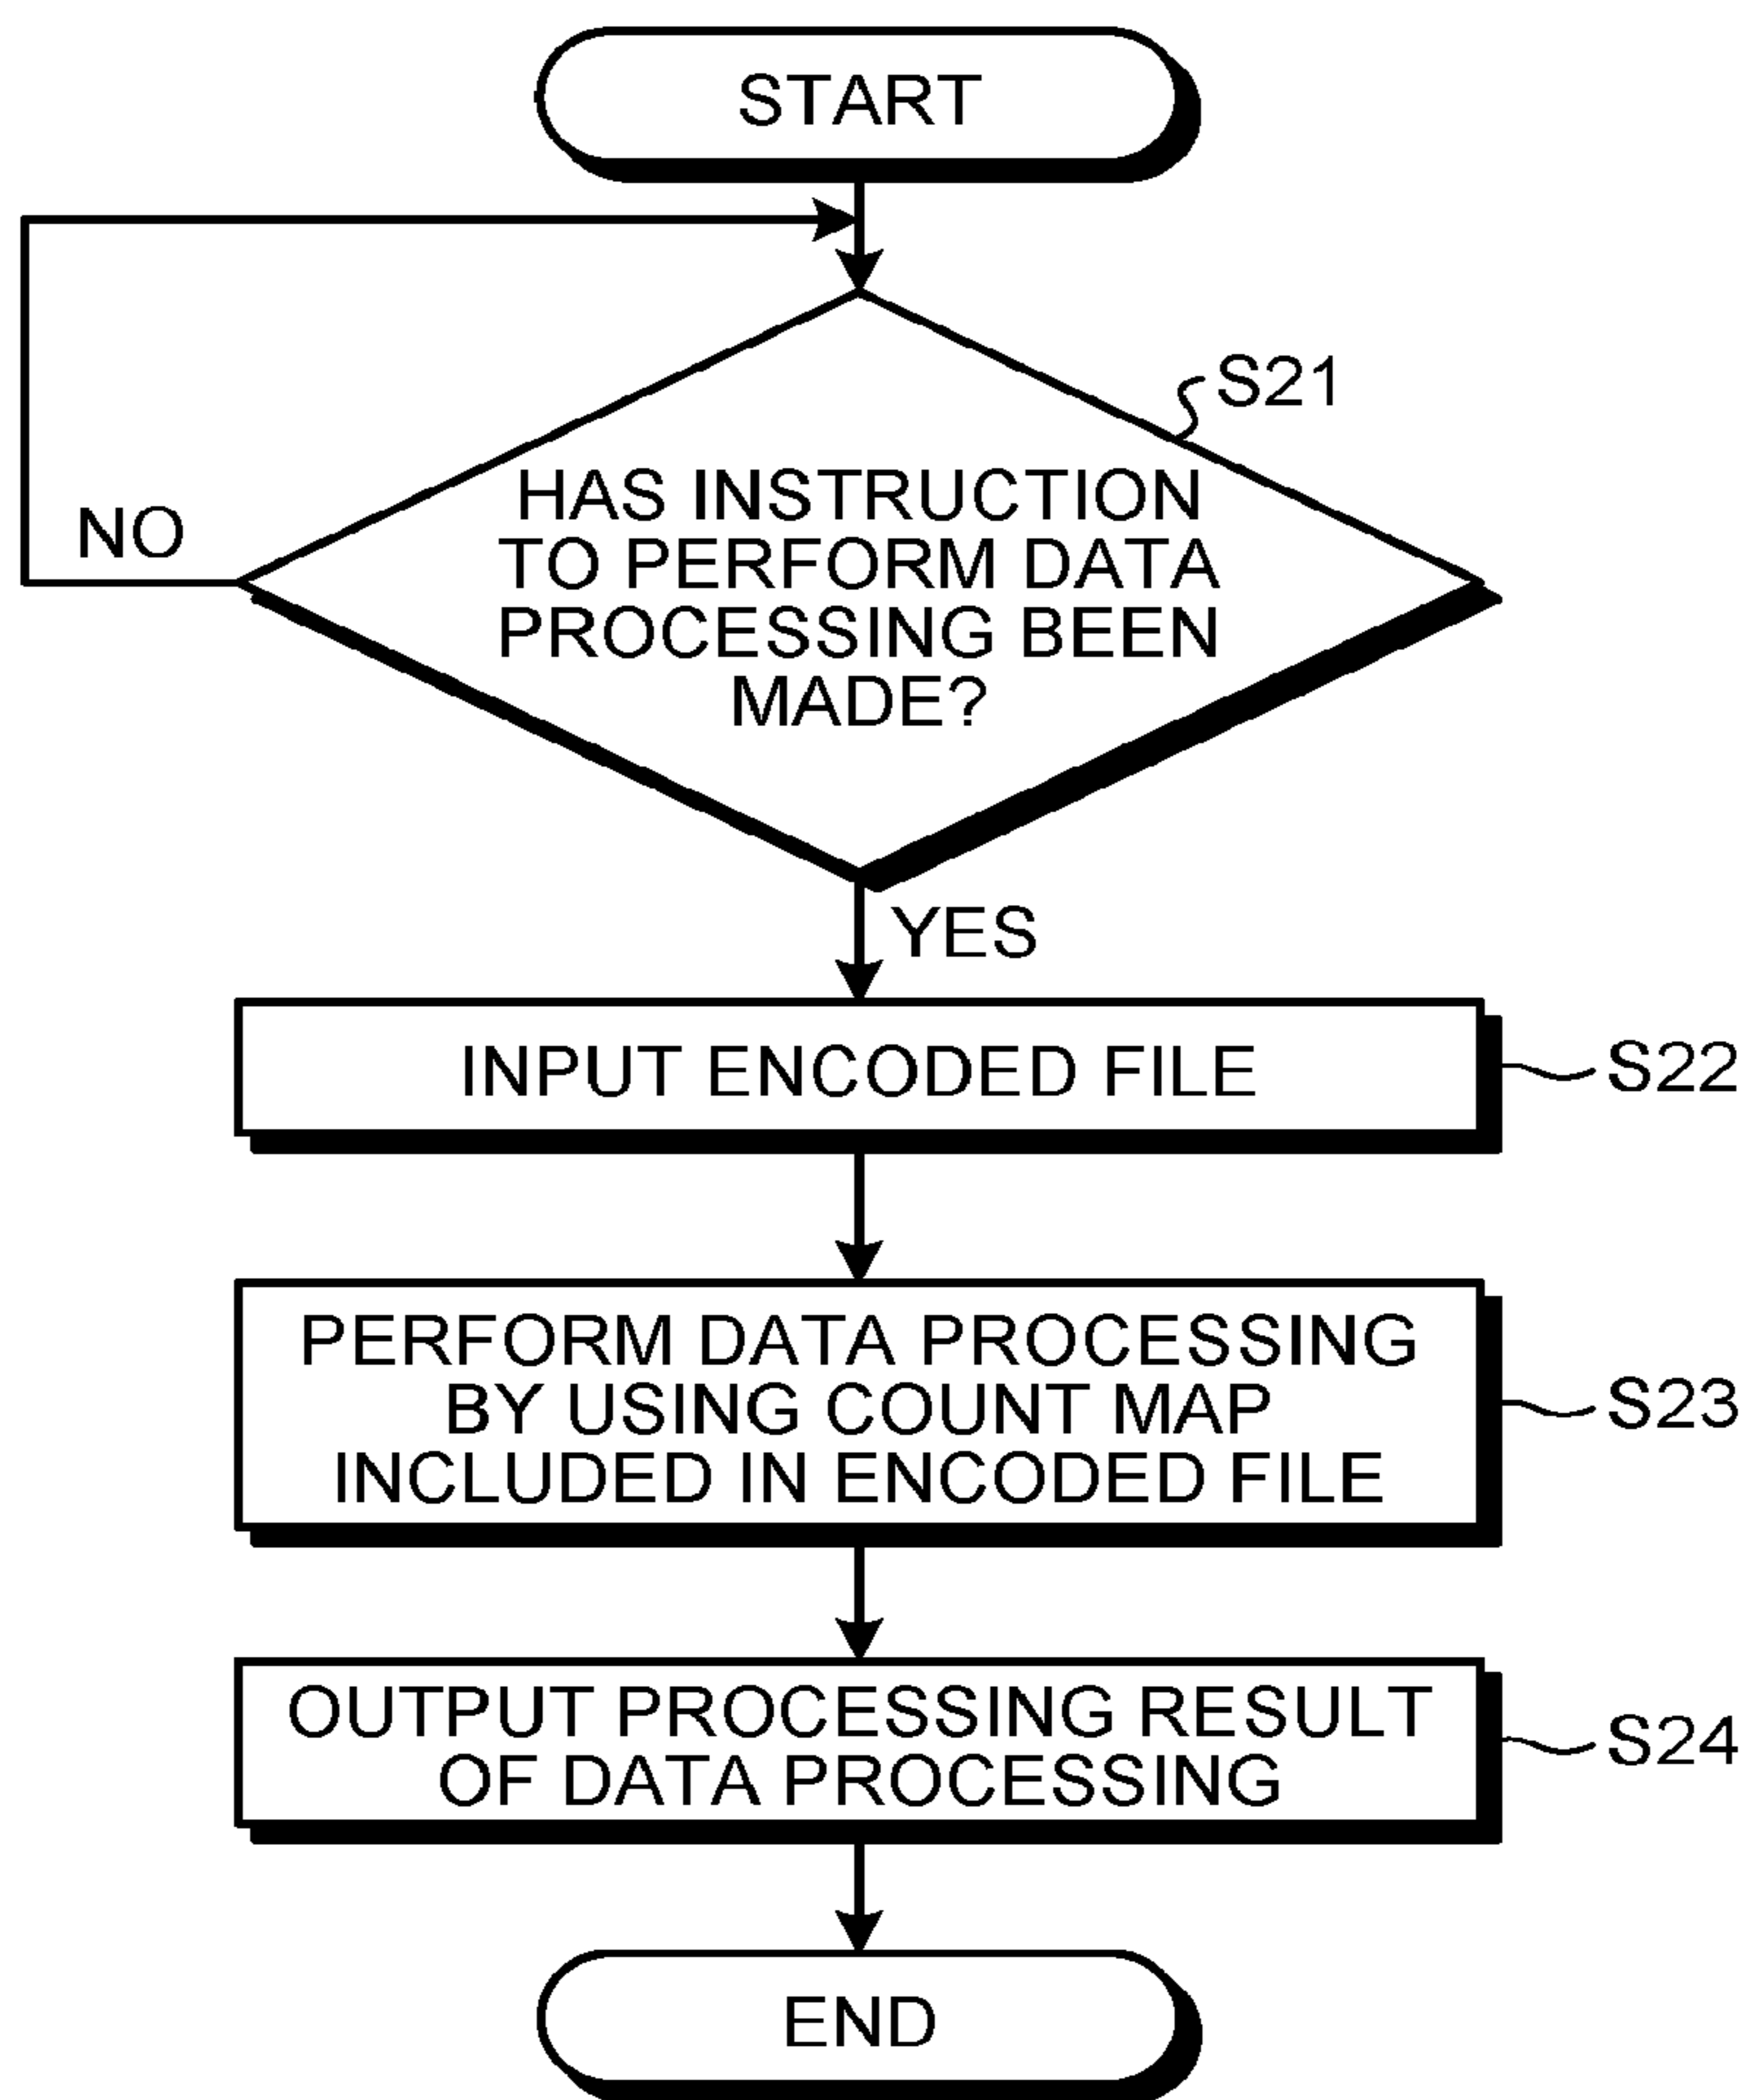 START
S21
HAS INSTRUCTION
TO PERFORM DATA
PROCESSING BEEN
MADE?
NO
YES
INPUT ENCODED FILE
S22
PERFORM DATA PROCESSING
BY USING COUNT MAP
INCLUDED IN ENCODED FILE
S23
OUTPUT PROCESSING RESULT
OF DATA PROCESSING
S24
END